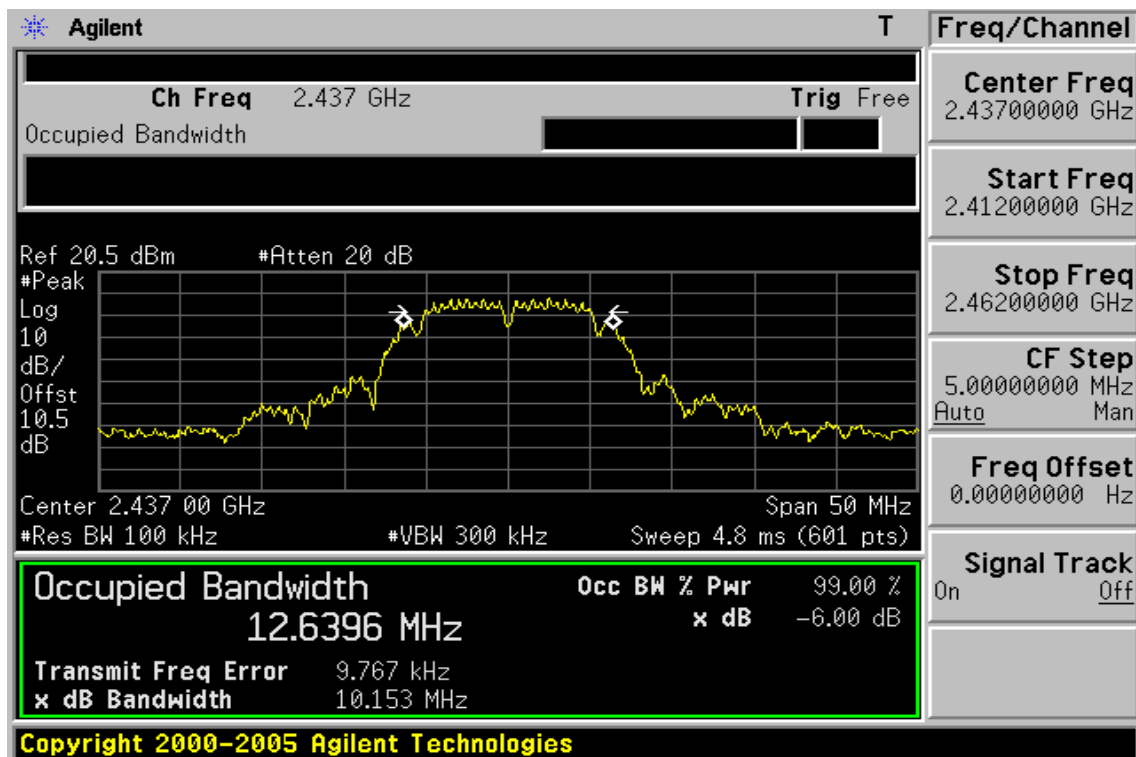 Agilent T Freq/Channel
Ch Freq 2.437 GHz Trig Free
Occupied Bandwidth
Center Freq
2.43700000 GHz
Start Freq
2.41200000 GHz
Stop Freq
2.46200000 GHz
CF Step
5.00000000 MHz
Auto Man
Freq Offset
0.00000000 Hz
Signal Track
On Off
Ref 20.5 dBm #Atten 20 dB
#Peak
Log
10
dB/
Offst
10.5
dB
Center 2.437 00 GHz Span 50 MHz
#Res BW 100 kHz #VBW 300 kHz Sweep 4.8 ms (601 pts)
Occupied Bandwidth
12.6396 MHz
Occ BW % Pwr 99.00 %
x dB -6.00 dB
Transmit Freq Error 9.767 kHz
x dB Bandwidth 10.153 MHz
Copyright 2000-2005 Agilent Technologies